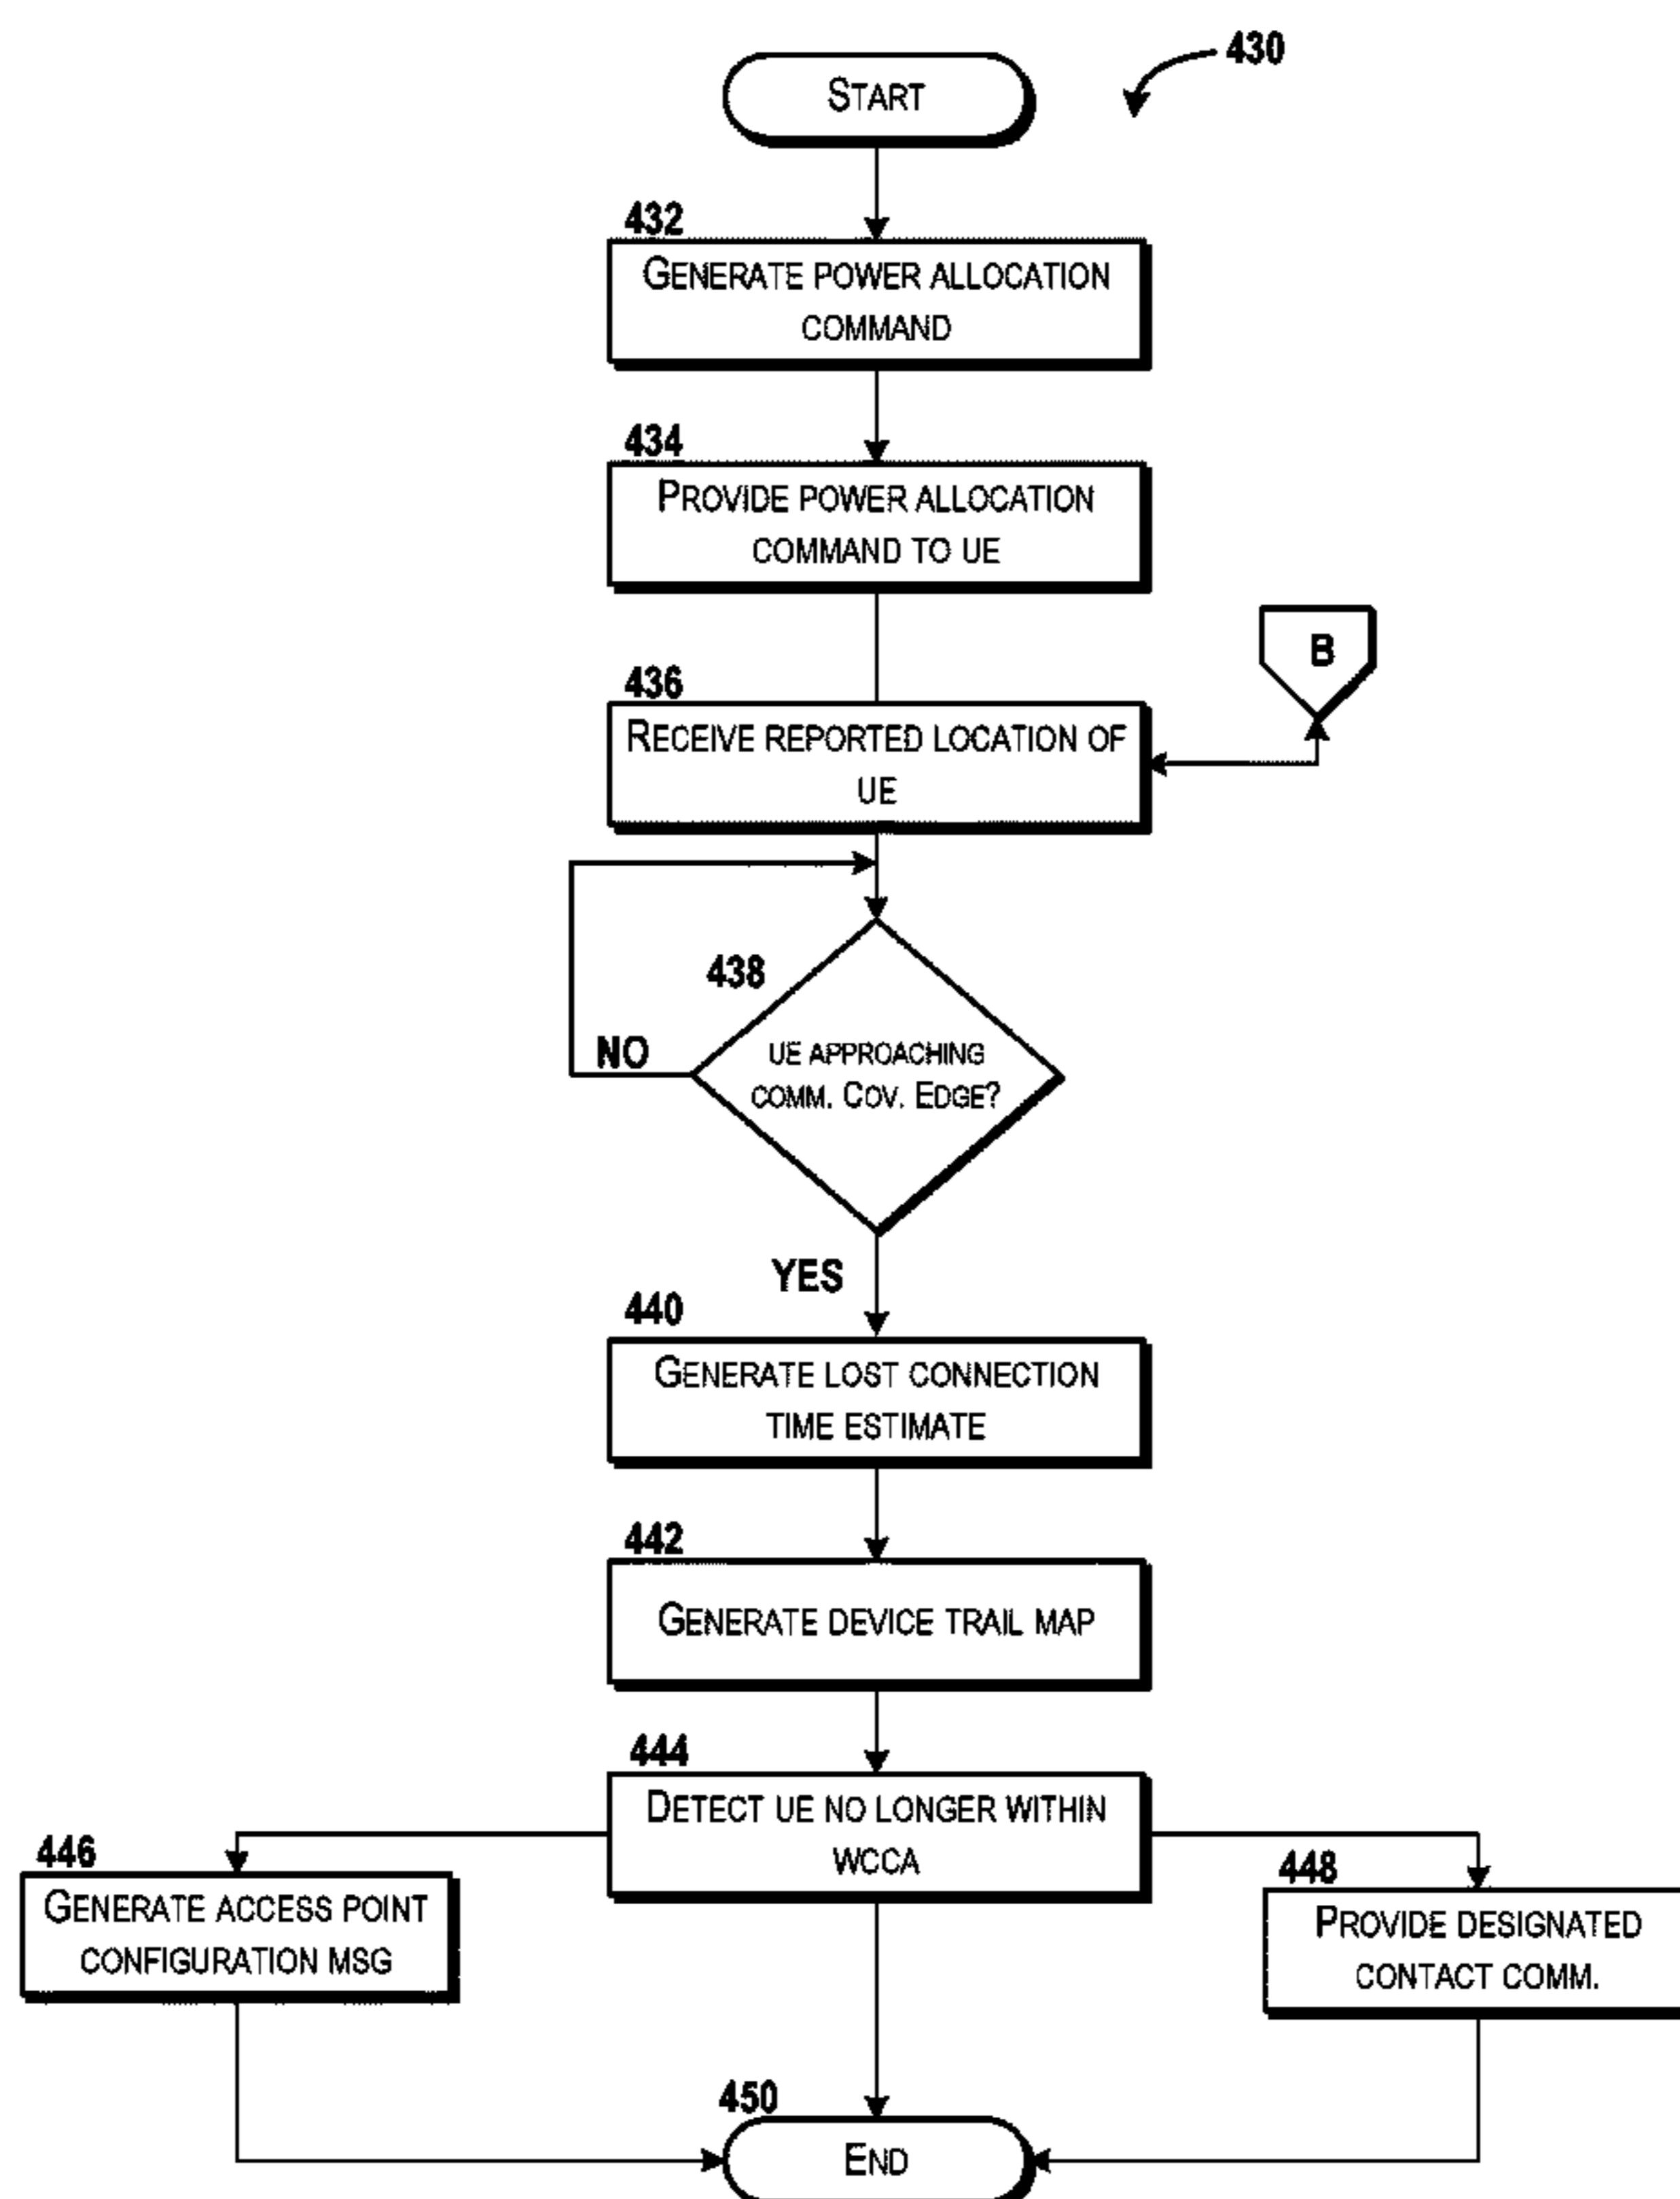 430
START
432
GENERATE POWER ALLOCATION
COMMAND
434
PROVIDE POWER ALLOCATION
COMMAND TO UE
B
436
RECEIVE REPORTED LOCATION OF
UE
438
NO
UE APPROACHING
COMM. COV. EDGE?
YES
440
GENERATE LOST CONNECTION
TIME ESTIMATE
442
GENERATE DEVICE TRAIL MAP
444
DETECT UE NO LONGER WITHIN
WCCA
446
GENERATE ACCESS POINT
CONFIGURATION MSG
448
PROVIDE DESIGNATED
CONTACT COMM.
450
END